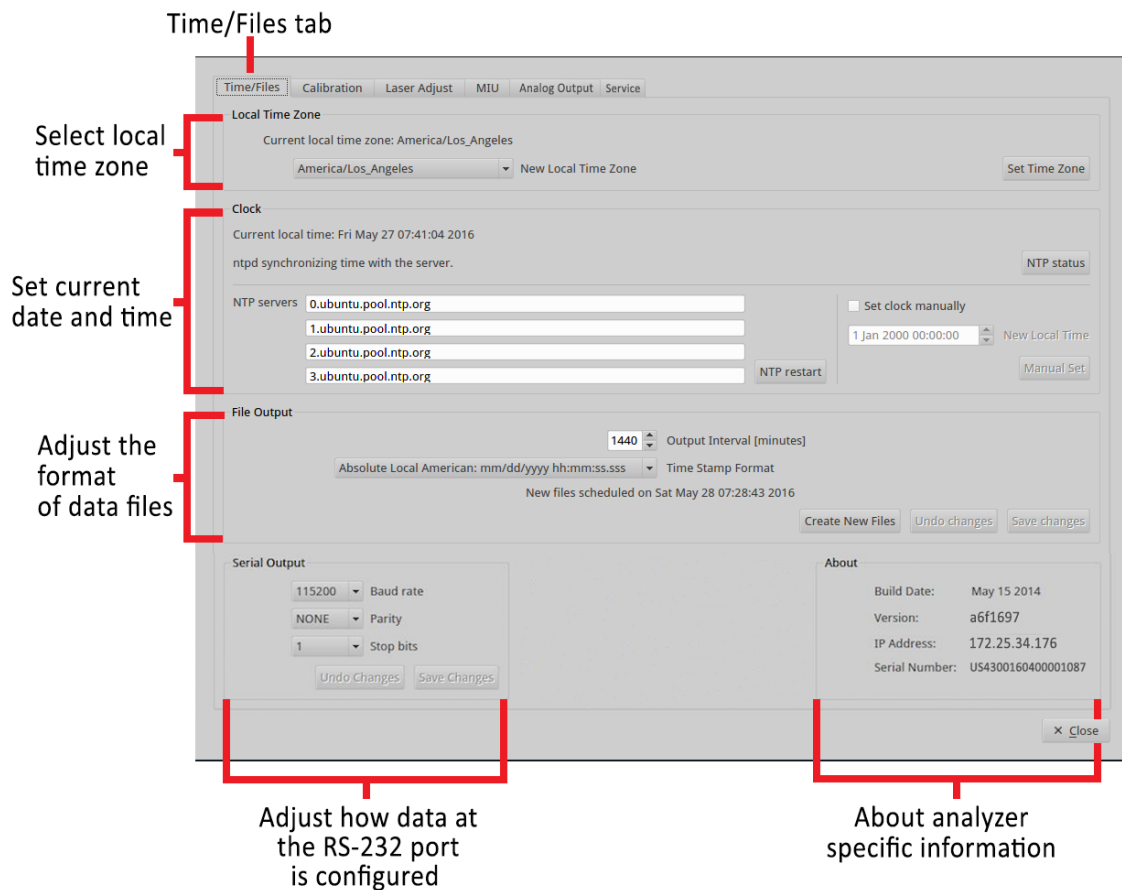 Time/Files tab
Time/Files Calibration Laser Adjust MIU Analog Output Service
Select local
time zone
Local Time Zone
Current local time zone: America/Los_Angeles
America/Los_Angeles New Local Time Zone Set Time Zone
Set current
date and time
Clock
Current local time: Fri May 27 07:41:04 2016
ntpd synchronizing time with the server. NTP status
NTP servers 0.ubuntu.pool.ntp.org
1.ubuntu.pool.ntp.org
2.ubuntu.pool.ntp.org
3.ubuntu.pool.ntp.org NTP restart
Set clock manually
1 Jan 2000 00:00:00 New Local Time
Manual Set
Adjust the
format
of data files
File Output
1440 Output Interval [minutes]
Absolute Local American: mm/dd/yyyy hh:mm:ss.sss Time Stamp Format
New files scheduled on Sat May 28 07:28:43 2016
Create New Files Undo changes Save changes
Serial Output
115200 Baud rate
NONE Parity
1 Stop bits
Undo Changes Save Changes
About
Build Date: May 15 2014
Version: a6f1697
IP Address: 172.25.34.176
Serial Number: US4300160400001087
Close
Adjust how data at
the RS-232 port
is configured
About analyzer
specific information